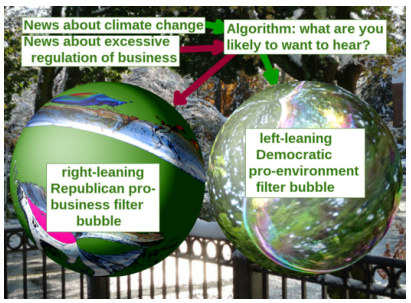 News about climate change
News about excessive
regulation of business
Algorithm: what are you
likely to want to hear?
right-leaning
Republican pro-
business filter
bubble
left-leaning
Democratic
pro-environment
filter bubble